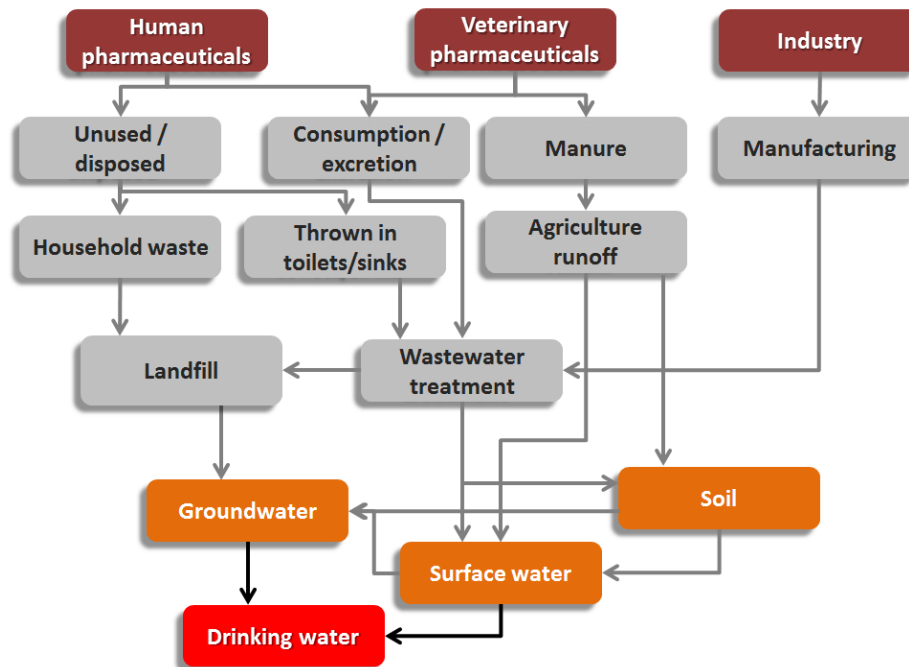 Human
pharmaceuticals
Veterinary
pharmaceuticals
Industry
Unused /
disposed
Consumption /
excretion
Manure
Manufacturing
Household waste
Thrown in
toilets/sinks
Agriculture
runoff
Landfill
Wastewater
treatment
Groundwater
Soil
Surface water
Drinking water